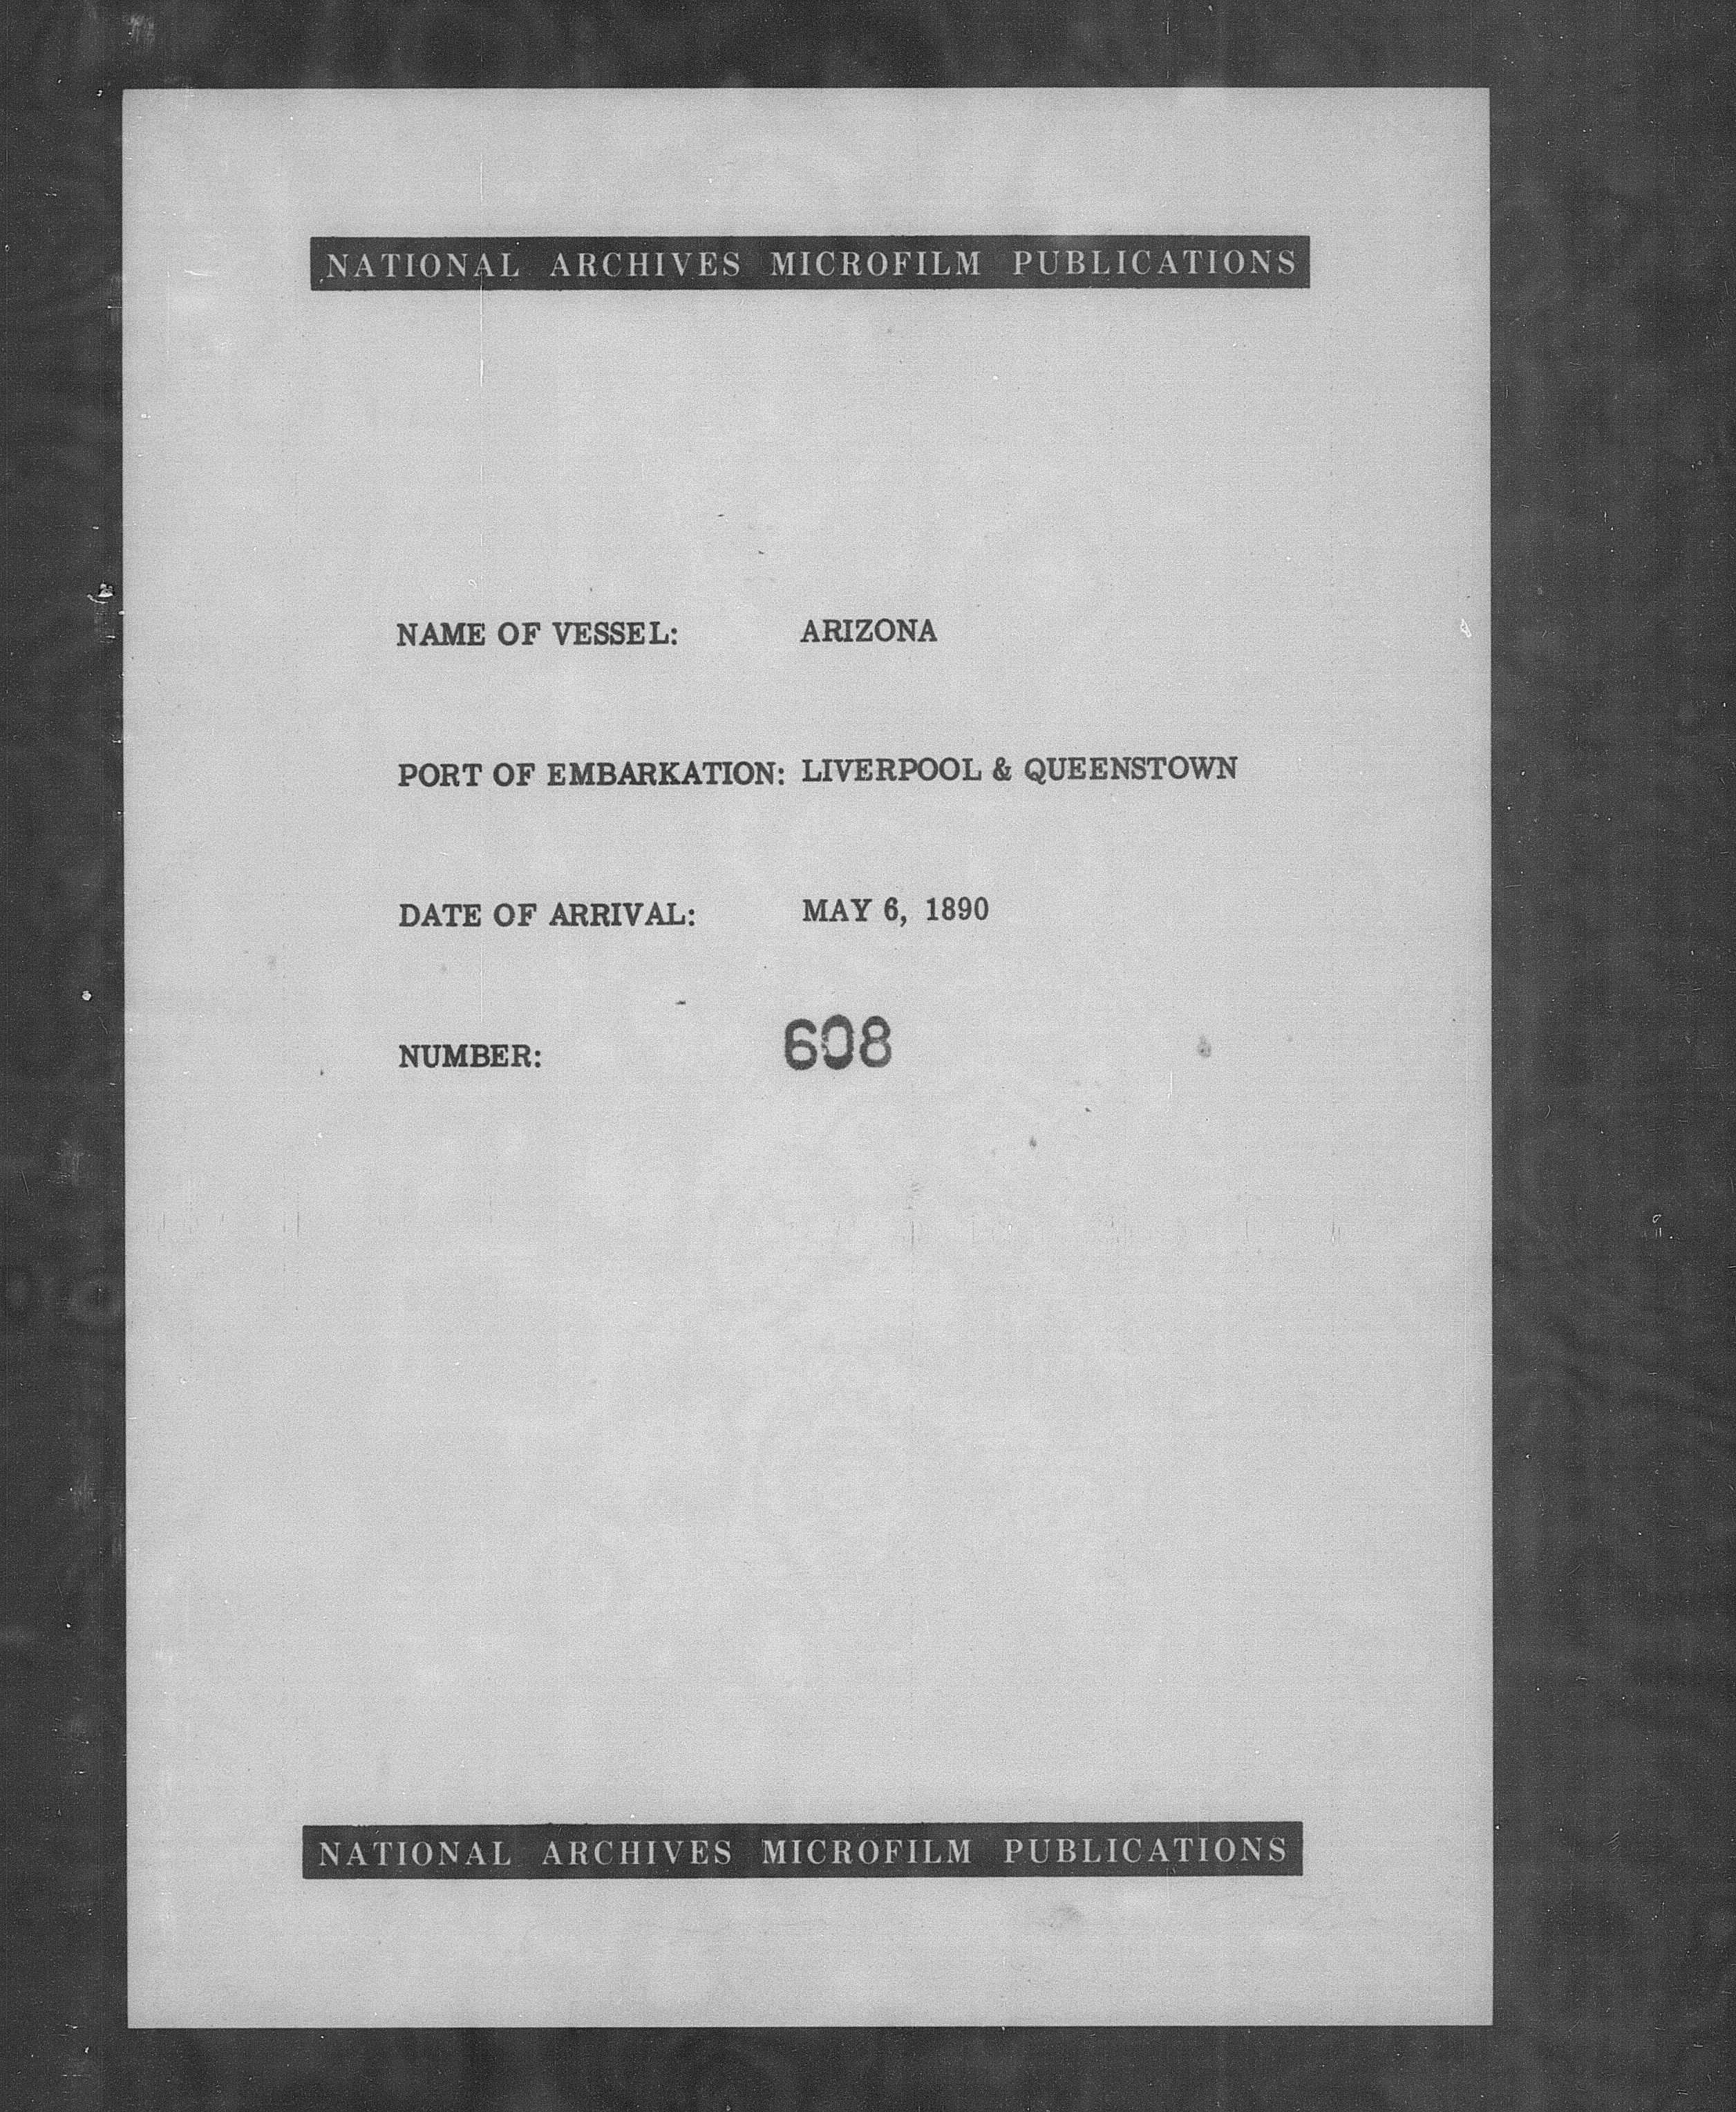 NATIONAL ARCHIVES MICROFILM PUBLICATIONS
NAME OF VESSEL: ARIZONA
PORT OF EMBARKATION: LIVERPOOL & QUEENSTOWN
DATE OF ARRIVAL: MAY 6, 1890
NUMBER: 608
NATIONAL ARCHIVES MICROFILM PUBLICATIONS